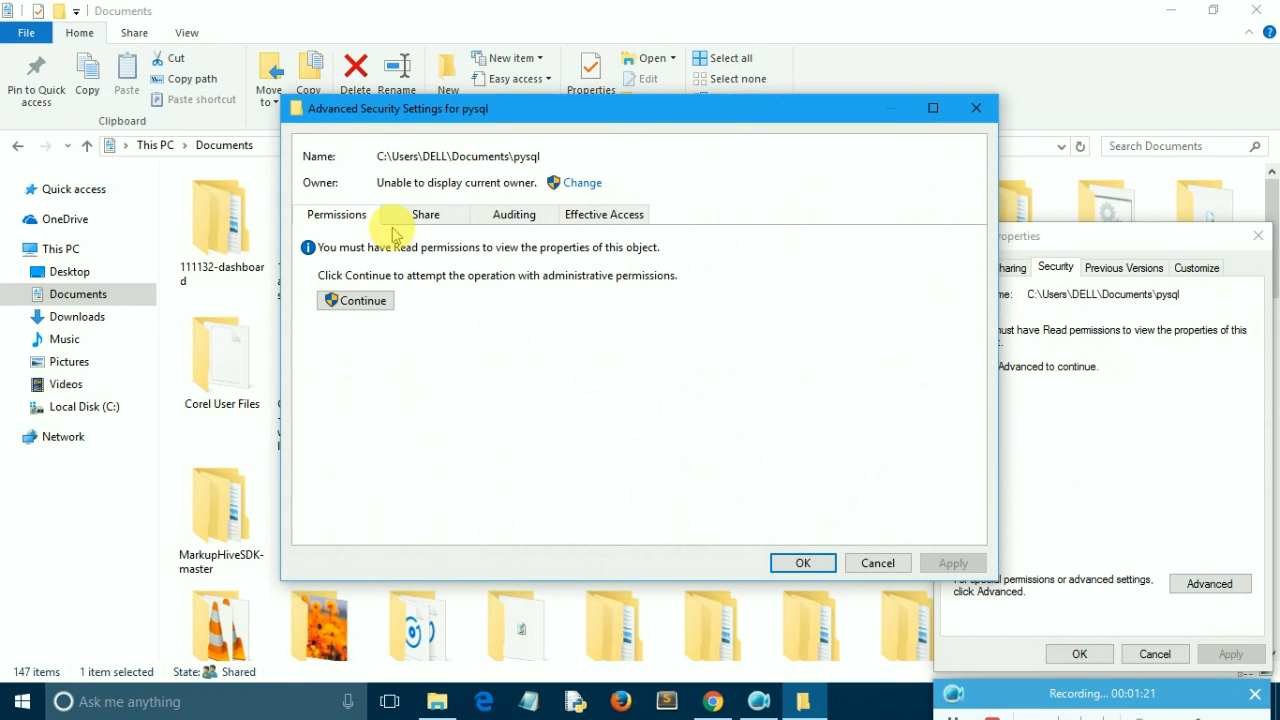 Documents
File Home Share View
Pin to Quick access
Copy
Paste
Cut
Copy path
Paste shortcut
Clipboard
Move to
Copy
Delete
Rename
New
New item
Easy access
Properties
Open
Edit
Select all
Select none
This PC > Documents
Search Documents
Quick access
OneDrive
This PC
Desktop
Documents
Downloads
Music
Pictures
Videos
Local Disk (C:)
Network
111132-dashboard
Corel User Files
MarkupHiveSDK-master
Advanced Security Settings for pysql
Name: C:\Users\DELL\Documents\pysql
Owner: Unable to display current owner. Change
Permissions Share Auditing Effective Access
You must have Read permissions to view the properties of this object.
Click Continue to attempt the operation with administrative permissions.
Continue
OK Cancel Apply
Security Previous Versions Customize
C:\Users\DELL\Documents\pysql
have Read permissions to view the properties of this
Advanced to continue.
permissions or advanced settings,
click Advanced.
Advanced
OK Cancel Apply
147 items 1 item selected State: Shared
Ask me anything
Recording... 00:01:21